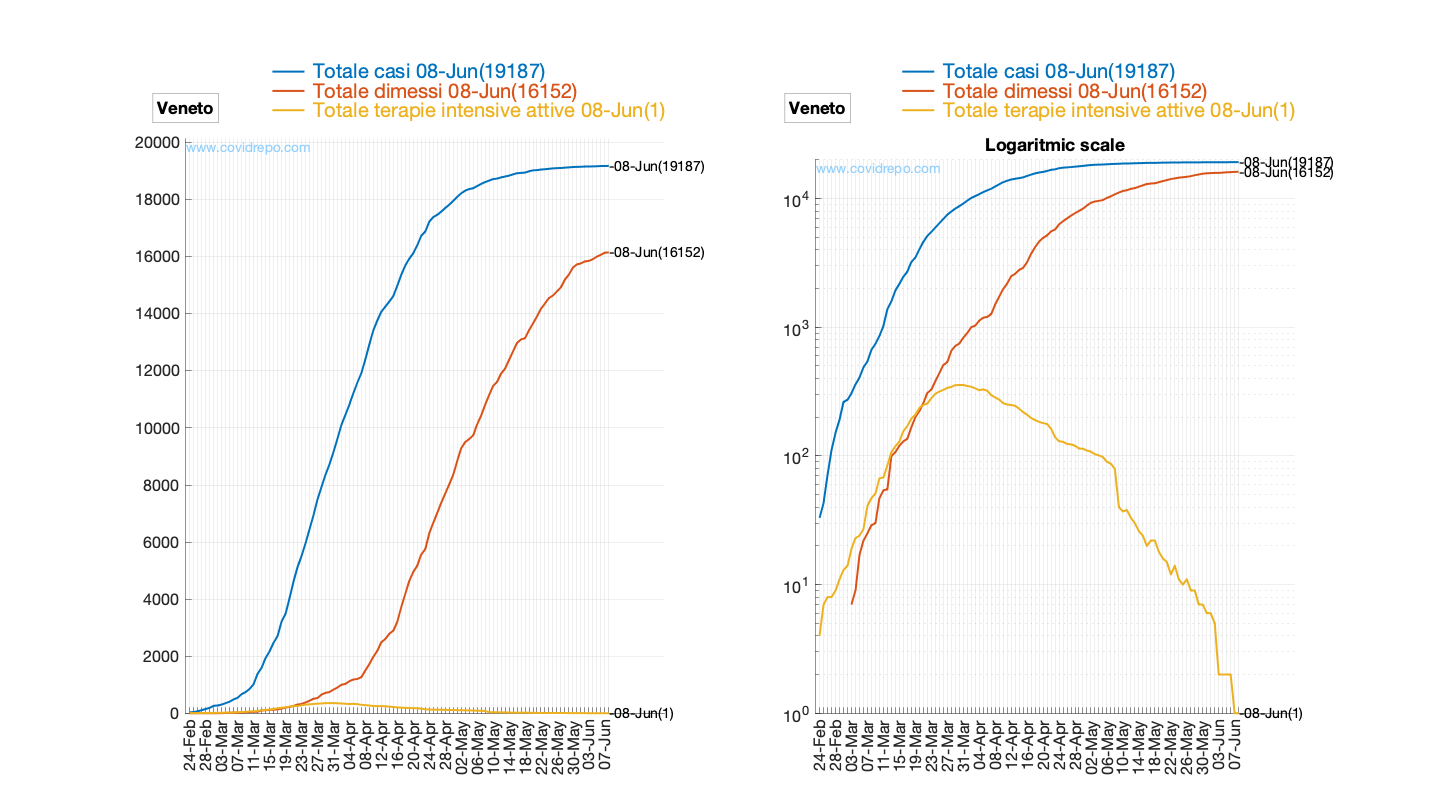 Veneto
Totale casi 08-Jun(19187)
Totale dimessi 08-Jun(16152)
Totale terapie intensive attive 08-Jun(1)
www.covidrepo.com
20000
18000
16000
14000
12000
10000
8000
6000
4000
2000
0
-08-Jun(19187)
-08-Jun(16152)
-08-Jun(1)
24-Feb
28-Feb
03-Mar
07-Mar
11-Mar
15-Mar
19-Mar
23-Mar
27-Mar
31-Mar
04-Apr
08-Apr
12-Apr
16-Apr
20-Apr
24-Apr
28-Apr
02-May
06-May
10-May
14-May
18-May
22-May
26-May
30-May
03-Jun
07-Jun
Veneto
Totale casi 08-Jun(19187)
Totale dimessi 08-Jun(16152)
Totale terapie intensive attive 08-Jun(1)
Logaritmic scale
www.covidrepo.com
10⁴
10³
10²
10¹
10⁰
-08-Jun(19187)
-08-Jun(16152)
-08-Jun(1)
24-Feb
28-Feb
03-Mar
07-Mar
11-Mar
15-Mar
19-Mar
23-Mar
27-Mar
31-Mar
04-Apr
08-Apr
12-Apr
16-Apr
20-Apr
24-Apr
28-Apr
02-May
06-May
10-May
14-May
18-May
22-May
26-May
30-May
03-Jun
07-Jun